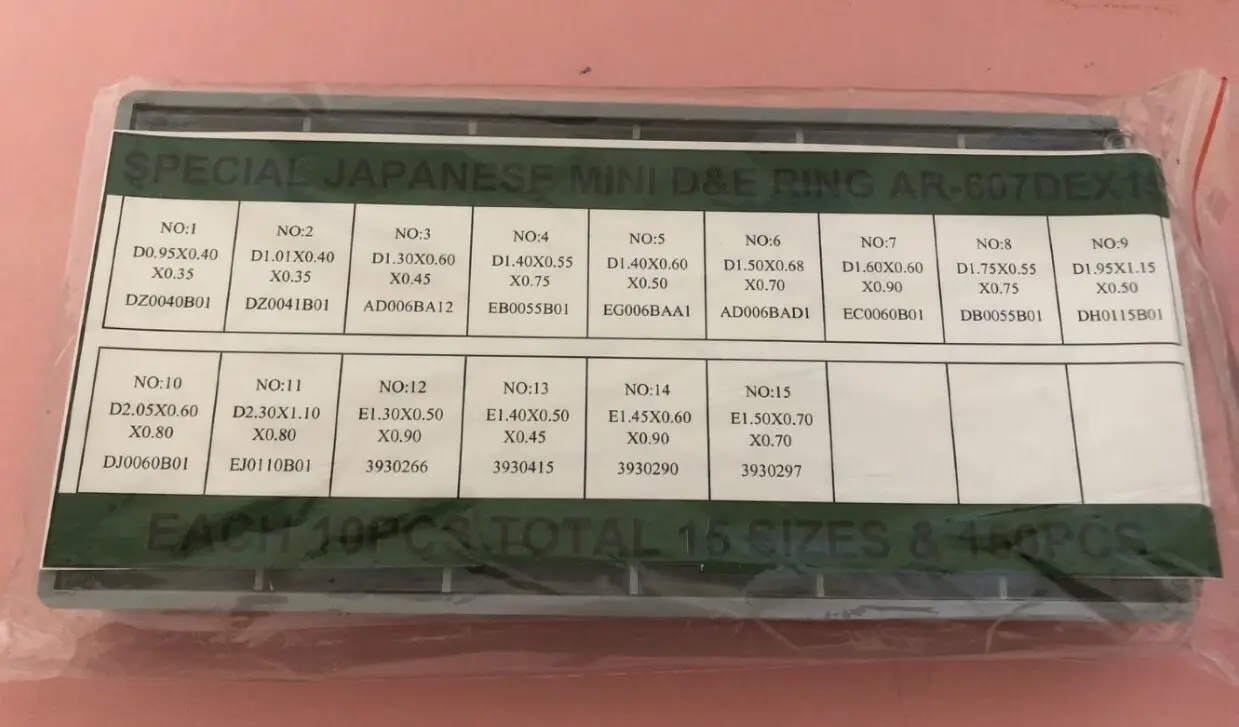 SPECIAL JAPANESE MINI D&E RING
NO:1
D0.95X0.40
X0.35
DZ0040B01
NO:2
D1.01X0.40
X0.35
DZ0041B01
NO:3
D1.30X0.60
X0.45
AD006BA12
NO:4
D1.40X0.55
X0.75
EB0055B01
NO:5
D1.40X0.60
X0.50
EG006BAA1
NO:6
D1.50X0.68
X0.70
AD006BAD1
NO:7
D1.60X0.60
X0.90
EC0060B01
NO:8
D1.75X0.55
X0.75
DB0055B01
NO:9
D1.95X1.15
X0.50
DH0115B01
NO:10
D2.05X0.60
X0.80
DJ0060B01
NO:11
D2.30X1.10
X0.80
EJ0110B01
NO:12
E1.30X0.50
X0.90
3930266
NO:13
E1.40X0.50
X0.45
3930415
NO:14
E1.45X0.60
X0.90
3930290
NO:15
E1.50X0.70
X0.70
3930297
EACH 10PCS TOTAL 15 SIZES & 150PCS